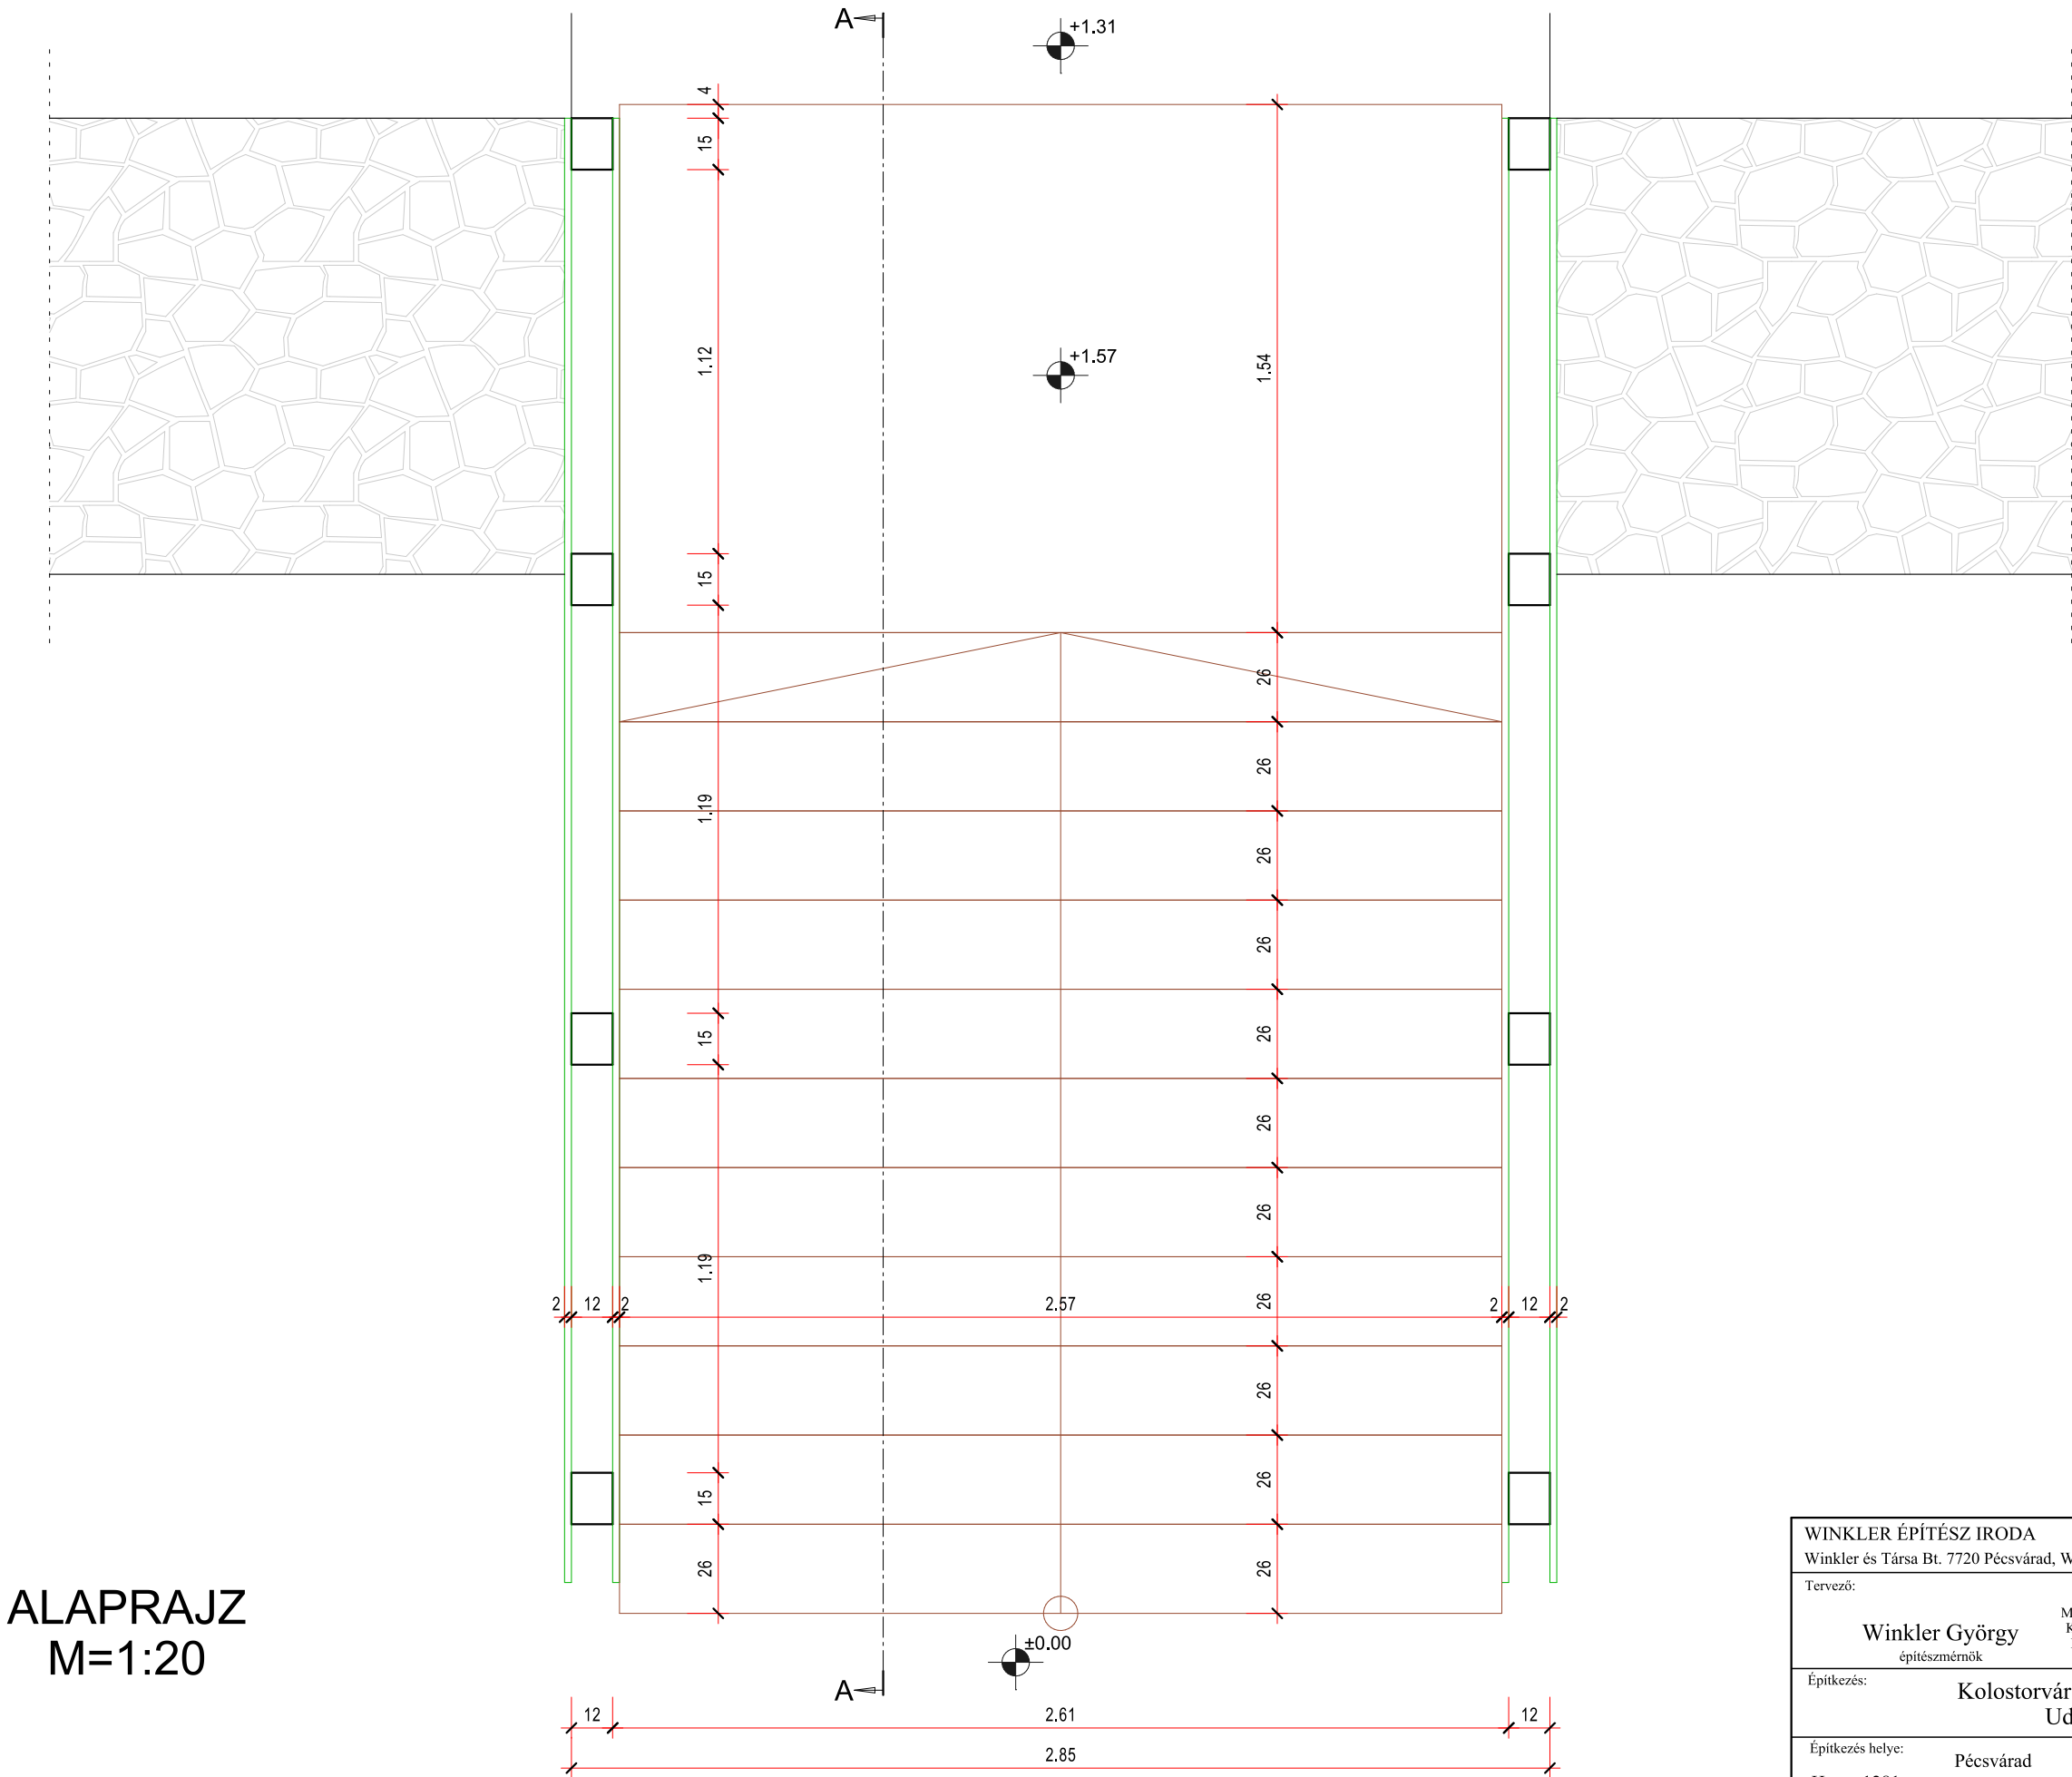 A
+1.31
4
15
1.12
+1.57
1.54
15
26
26
1.19
26
26
15
26
26
26
1.19
26
2
12
2
2.57
2
12
2
26
15
26
26
26
ALAPRAJZ
M=1:20
±0.00
A
12
2.61
12
2.85
WINKLER ÉPÍTÉSZ IRODA
Winkler és Társa Bt. 7720 Pécsvárad, W
Tervező:
Winkler György
építészmérnök
Építkezés:
Kolostorvár
Ud
Építkezés helye:
Pécsvárad